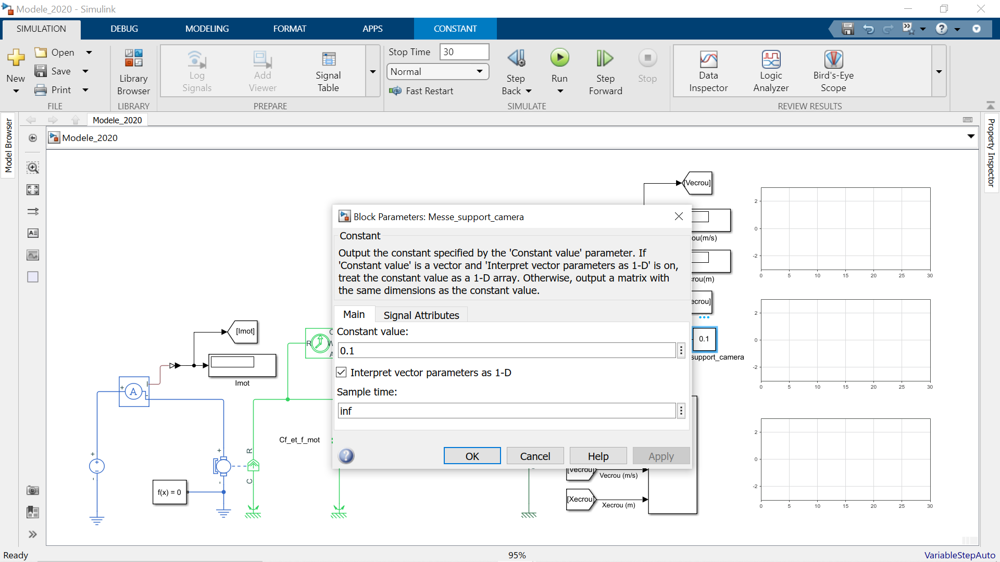 Modele_2020 - Simulink
SIMULATION DEBUG MODELING FORMAT APPS CONSTANT
New
Open
Save
Print
FILE
Library Browser
LIBRARY
Log Signals
Add Viewer
Signal Table
PREPARE
Stop Time 30
Normal
Fast Restart
Step Back
Run
Step Forward
Stop
SIMULATE
Data Inspector
Logic Analyzer
Bird's-Eye Scope
REVIEW RESULTS
Model Browser
Modele_2020
Modele_2020
Property Inspector
[Vecrou]
ou(m/s)
rou(m)
ecrou]
0.1
support_camera
Block Parameters: Messe_support_camera
Constant
Output the constant specified by the 'Constant value' parameter. If
'Constant value' is a vector and 'Interpret vector parameters as 1-D' is on,
treat the constant value as a 1-D array. Otherwise, output a matrix with
the same dimensions as the constant value.
Main Signal Attributes
Constant value:
0.1
Interpret vector parameters as 1-D
Sample time:
inf
OK Cancel Help Apply
[Imot]
Imot
A
+
I
-
R
C
W
A
Cf_et_f_mot
+
-
+
-
R
C
f(x) = 0
[Vecrou]
Vecrou (m/s)
[Xecrou]
Xecrou (m)
2
0
-2
0 5 10 15 20 25 30
2
0
-2
0 5 10 15 20 25 30
2
0
-2
0 5 10 15 20 25 30
Ready
95%
VariableStepAuto